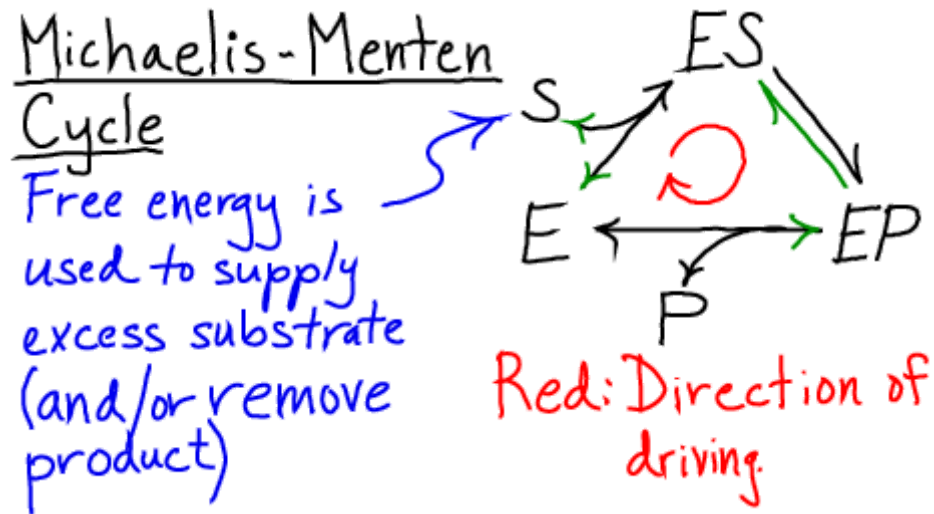 Michaelis-Menten
Cycle
Free energy is
used to supply
excess substrate
(and/or remove
product)
ES
S
E
EP
P
Red: Direction of
driving.